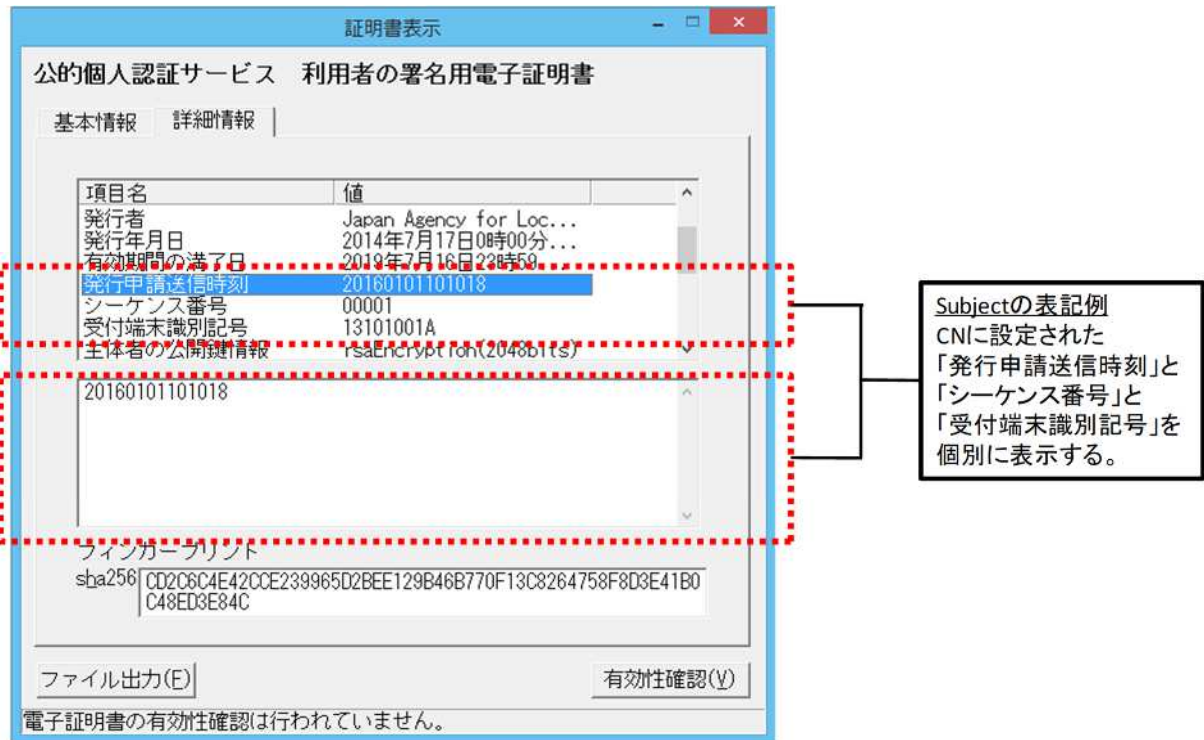 証明書表示
公的個人認証サービス 利用者の署名用電子証明書
基本情報 詳細情報
項目名 値
発行者 Japan Agency for Loc...
発行年月日 2014年7月17日0時00分...
有効期間の満了日 2019年7月16日23時59...
発行申請送信時刻 20160101101018
シーケンス番号 00001
受付端末識別記号 13101001A
主体者の公開鍵情報 rsaEncryption(2048bits)
20160101101018
フィンガープリント
sha256 CD2C6C4E42CCE239965D2BEE129B46B770F13C8264758F8D3E41B0
C48ED3E84C
ファイル出力(F) 有効性確認(V)
電子証明書の有効性確認は行われていません。
Subjectの表記例
CNに設定された
「発行申請送信時刻」と
「シーケンス番号」と
「受付端末識別記号」を
個別に表示する。